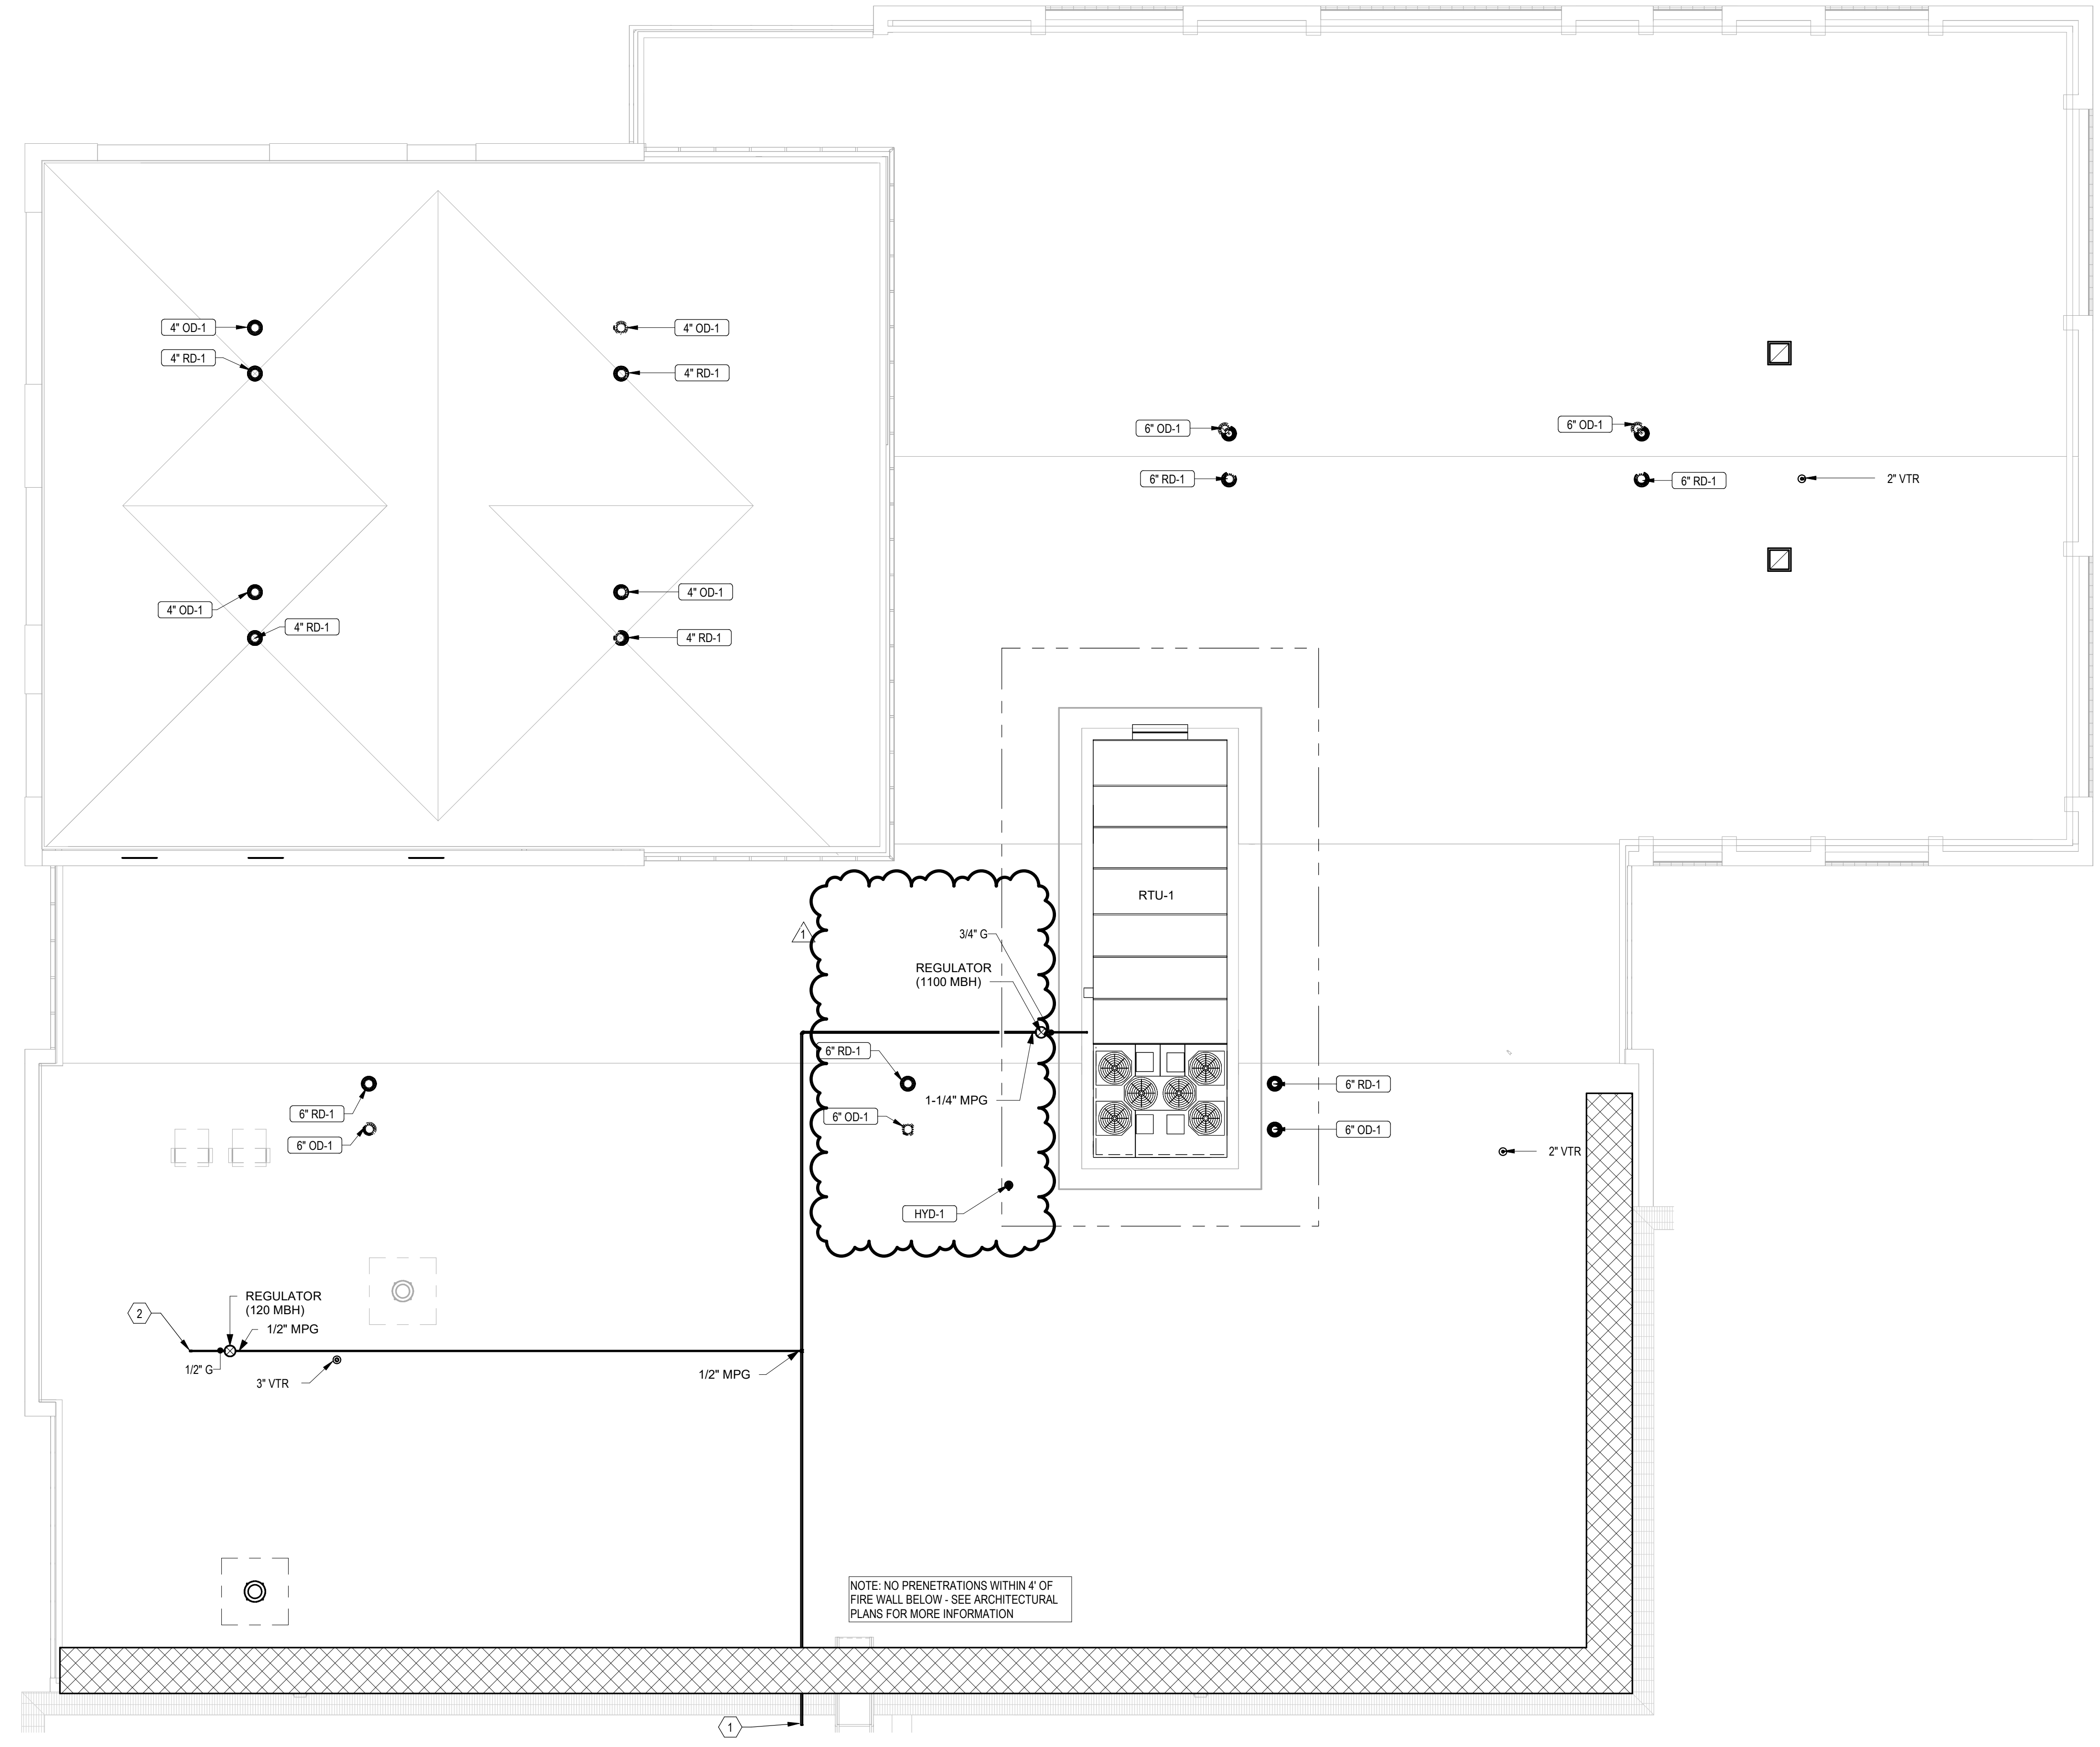 4" OD-1
4" OD-1
4" RD-1
4" RD-1
6" OD-1
6" OD-1
6" RD-1
6" RD-1
2" VTR
4" OD-1
4" OD-1
4" RD-1
4" RD-1
RTU-1
1
3/4" G
REGULATOR
(1100 MBH)
6" RD-1
6" RD-1
1-1/4" MPG
6" RD-1
6" OD-1
6" OD-1
6" OD-1
2" VTR
HYD-1
REGULATOR
(120 MBH)
2
1/2" MPG
1/2" G
3" VTR
1/2" MPG
NOTE: NO PRENETRATIONS WITHIN 4' OF
FIRE WALL BELOW - SEE ARCHITECTURAL
PLANS FOR MORE INFORMATION
1